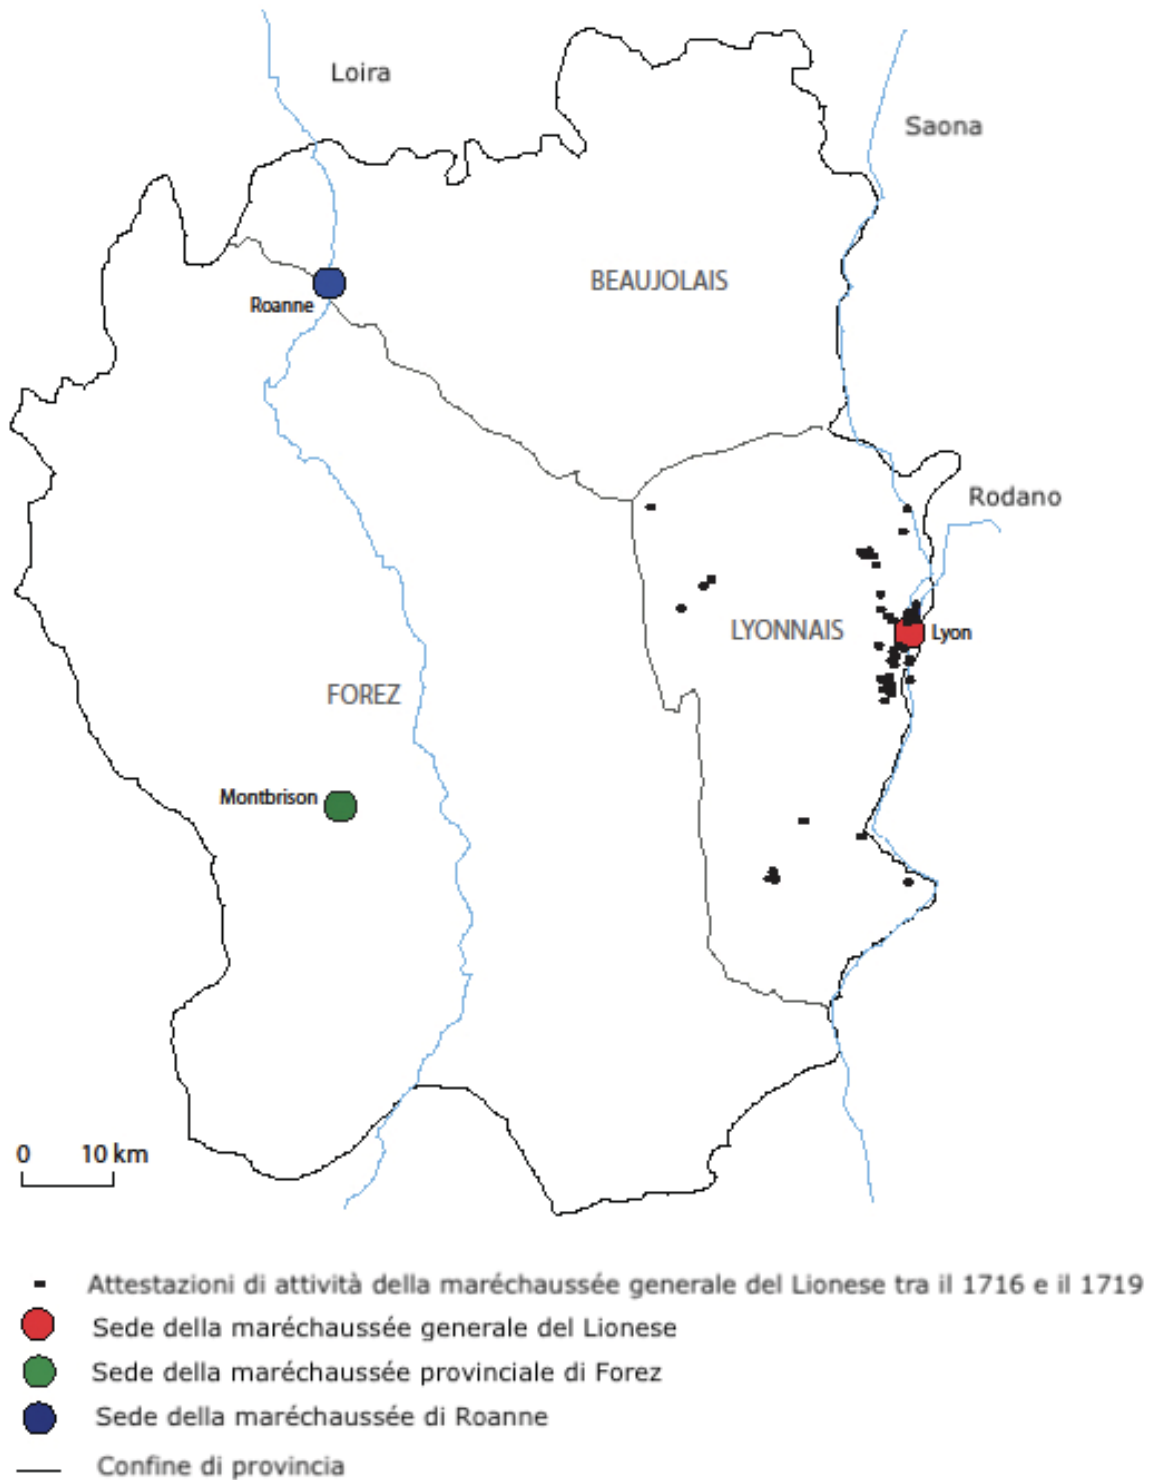 Loira
Saona
BEAUJOLAIS
Roanne
Rodano
LYONNAIS
Lyon
FOREZ
Montbrison
0 10 km
Attestazioni di attività della maréchaussée generale del Lionese tra il 1716 e il 1719
Sede della maréchaussée generale del Lionese
Sede della maréchaussée provinciale di Forez
Sede della maréchaussée di Roanne
Confine di provincia